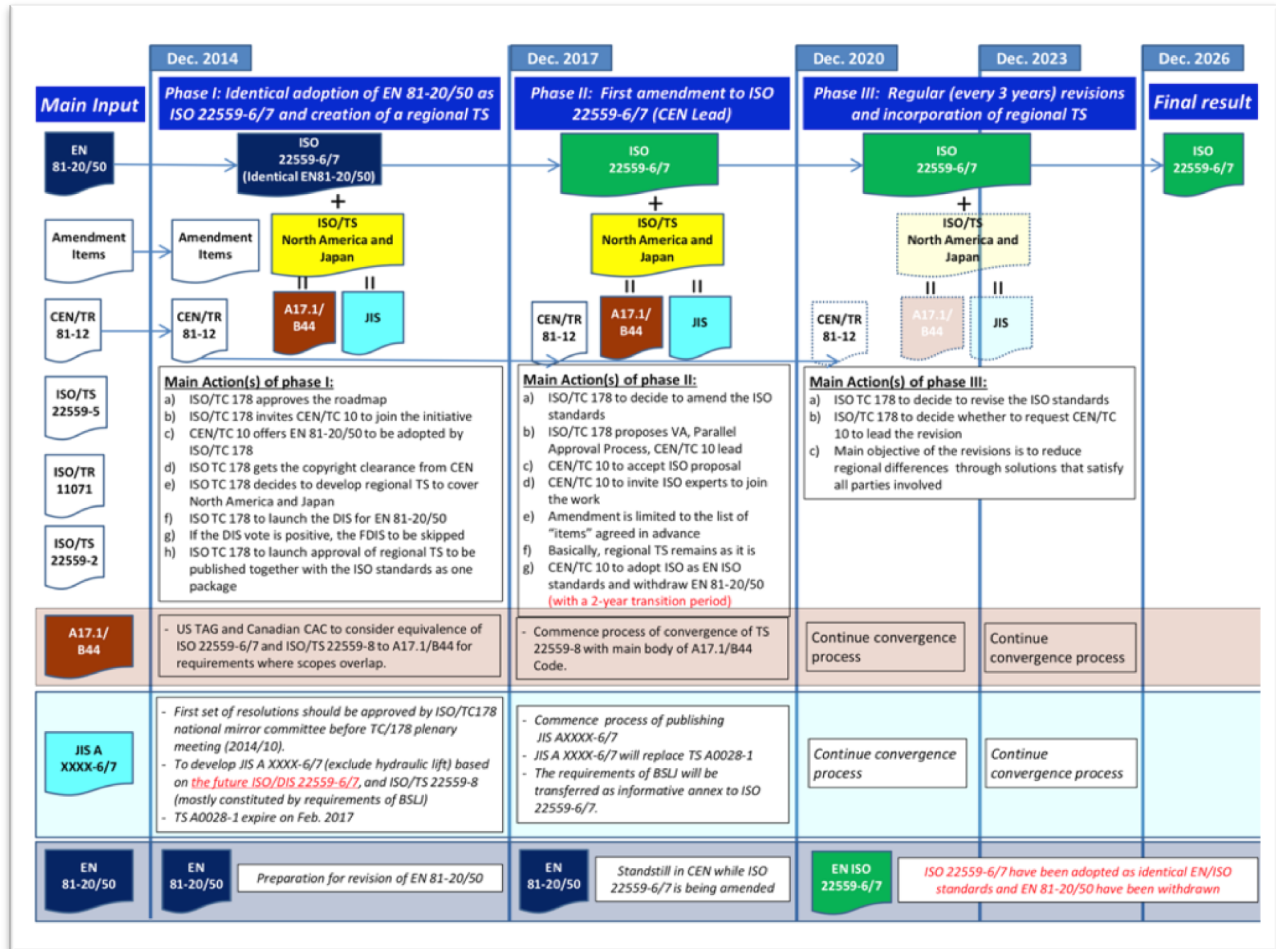 Dec. 2014
Dec. 2017
Dec. 2020
Dec. 2023
Dec. 2026
Main Input
Phase I: Identical adoption of EN 81-20/50 as
ISO 22559-6/7 and creation of a regional TS
Phase II:  First amendment to ISO
22559-6/7 (CEN Lead)
Phase III:  Regular (every 3 years) revisions
and incorporation of regional TS
Final result
EN
81-20/50
ISO
22559-6/7
(Identical EN81-20/50)
ISO
22559-6/7
ISO
22559-6/7
ISO
22559-6/7
+
+
+
Amendment
Items
Amendment
Items
ISO/TS
North America and
Japan
ISO/TS
North America and
Japan
ISO/TS
North America and
Japan
=
=
=
=
=
=
CEN/TR
81-12
CEN/TR
81-12
A17.1/
B44
JIS
CEN/TR
81-12
A17.1/
B44
JIS
CEN/TR
81-12
A17.1/
B44
JIS
ISO/TS
22559-5
ISO/TR
11071
ISO/TS
22559-2
Main Action(s) of phase I:
a) ISO/TC 178 approves the roadmap
b) ISO/TC 178 invites CEN/TC 10 to join the initiative
c) CEN/TC 10 offers EN 81-20/50 to be adopted by
ISO/TC 178
d) ISO TC 178 gets the copyright clearance from CEN
e) ISO TC 178 decides to develop regional TS to cover
North America and Japan
f) ISO TC 178 to launch the DIS for EN 81-20/50
g) If the DIS vote is positive, the FDIS to be skipped
h) ISO TC 178 to launch approval of regional TS to be
published together with the ISO standards as one
package
Main Action(s) of phase II:
a) ISO/TC 178 to decide to amend the ISO
standards
b) ISO/TC 178 proposes VA, Parallel
Approval Process, CEN/TC 10 lead
c) CEN/TC 10 to accept ISO proposal
d) CEN/TC 10 to invite ISO experts to join
the work
e) Amendment is limited to the list of
“items” agreed in advance
f) Basically, regional TS remains as it is
g) CEN/TC 10 to adopt ISO as EN ISO
standards and withdraw EN 81-20/50
(with a 2-year transition period)
Main Action(s) of phase III:
a) ISO TC 178 to decide to revise the ISO standards
b) ISO/TC 178 to decide whether to request CEN/TC
10 to lead the revision
c) Main objective of the revisions is to reduce
regional differences  through solutions that satisfy
all parties involved
A17.1/
B44
- US TAG and Canadian CAC to consider equivalence of
ISO 22559-6/7 and ISO/TS 22559-8 to A17.1/B44 for
requirements where scopes overlap.
- Commence process of convergence of TS
22559-8 with main body of A17.1/B44
Code.
Continue convergence
process
Continue
convergence process
JIS A
XXXX-6/7
- First set of resolutions should be approved by ISO/TC178
national mirror committee before TC/178 plenary
meeting (2014/10).
- To develop JIS A XXXX-6/7 (exclude hydraulic lift) based
on the future ISO/DIS 22559-6/7, and ISO/TS 22559-8
(mostly constituted by requirements of BSLJ)
- TS A0028-1 expire on Feb. 2017
- Commence  process of publishing
JIS AXXXX-6/7
- JIS A XXXX-6/7 will replace TS A0028-1
- The requirements of BSLJ will be
transferred as informative annex to ISO
22559-6/7.
Continue convergence
process
Continue
convergence process
EN
81-20/50
EN
81-20/50
Preparation for revision of EN 81-20/50
EN
81-20/50
Standstill in CEN while ISO
22559-6/7 is being amended
EN ISO
22559-6/7
ISO 22559-6/7 have been adopted as identical EN/ISO
standards and EN 81-20/50 have been withdrawn